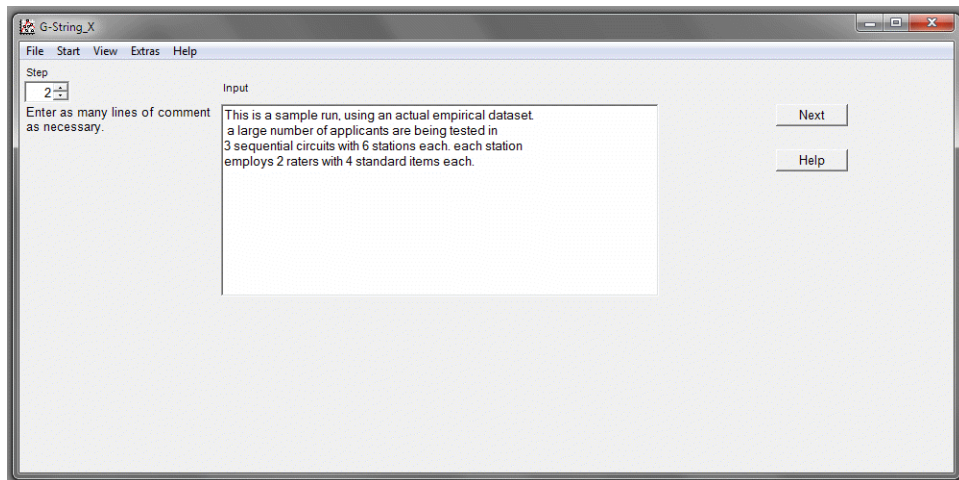 G-String_X
File Start View Extras Help
Step
2
Input
Enter as many lines of comment
as necessary.
This is a sample run, using an actual empirical dataset.
a large number of applicants are being tested in
3 sequential circuits with 6 stations each. each station
employs 2 raters with 4 standard items each.
Next
Help